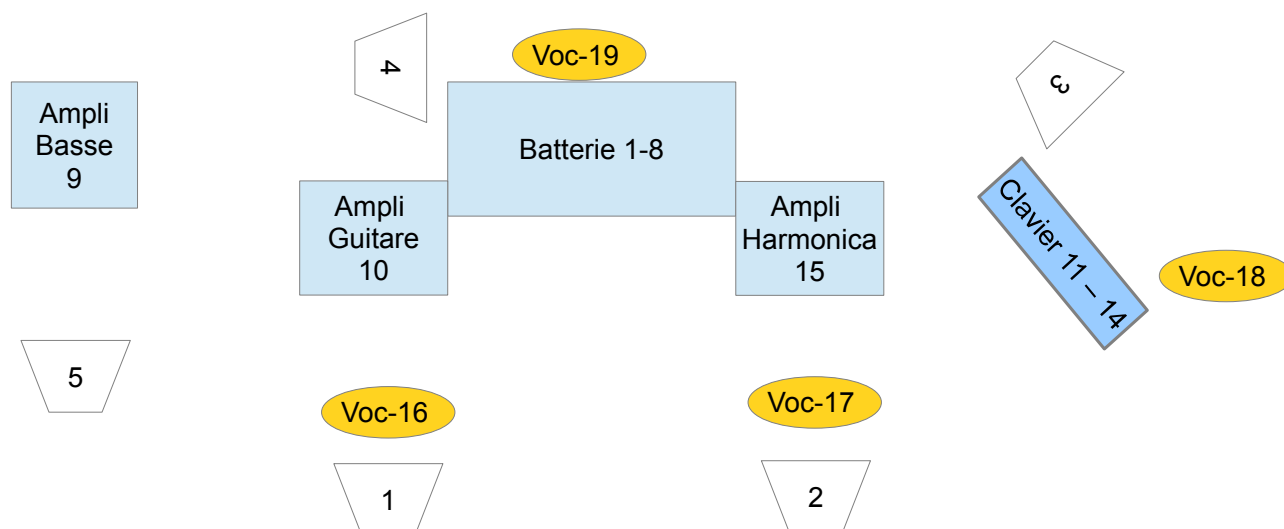 4
Voc-19
3
Ampli
Basse
9
Batterie 1-8
Ampli
Guitare
10
Ampli
Harmonica
15
Clavier 11 – 14
Voc-18
5
Voc-16
Voc-17
1
2